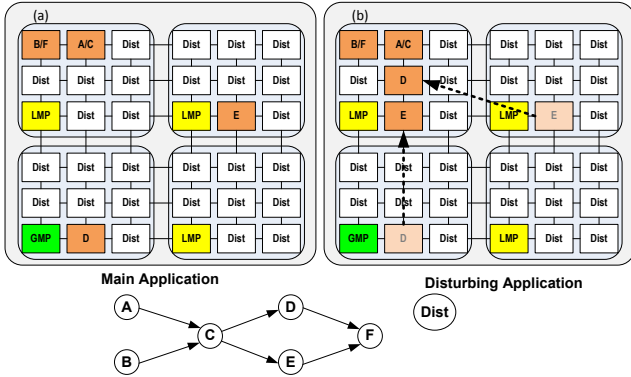 (a)
B/F A/C Dist Dist Dist Dist
Dist Dist Dist Dist Dist Dist
LMP Dist Dist LMP E Dist
Dist Dist Dist Dist Dist Dist
Dist Dist Dist Dist Dist Dist
GMP D Dist LMP Dist Dist
(b)
B/F A/C Dist Dist Dist Dist
Dist D Dist Dist Dist Dist
LMP E Dist LMP E Dist
Dist Dist Dist Dist Dist Dist
Dist Dist Dist Dist Dist Dist
GMP D Dist LMP Dist Dist
Main Application
Disturbing Application
A
B
C
D
E
F
Dist